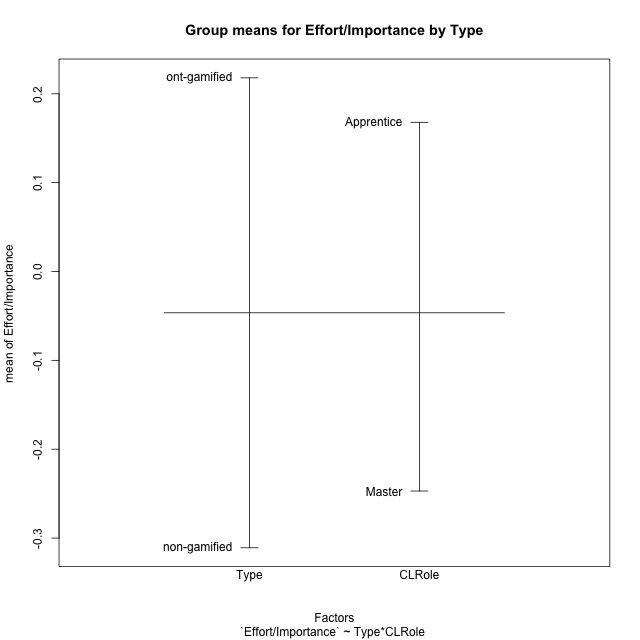 Group means for Effort/Importance by Type
mean of Effort/Importance
0.2
0.1
0.0
-0.1
-0.2
-0.3
ont-gamified
Apprentice
Master
non-gamified
Type
CLRole
Factors
`Effort/Importance` ~ Type*CLRole